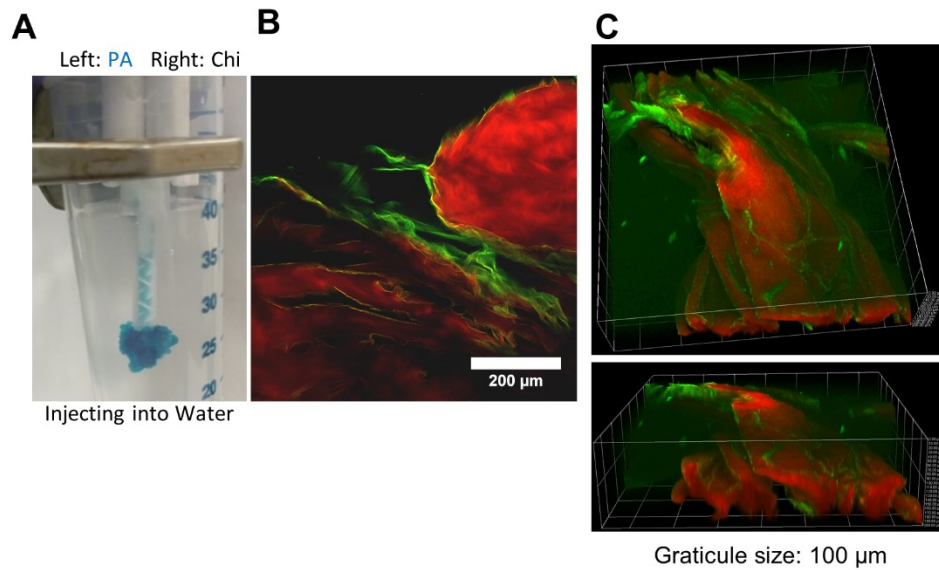 A
Left: PA Right: Chi
40
35
30
25
20
Injecting into Water
B
200 µm
C
Graticule size: 100 µm